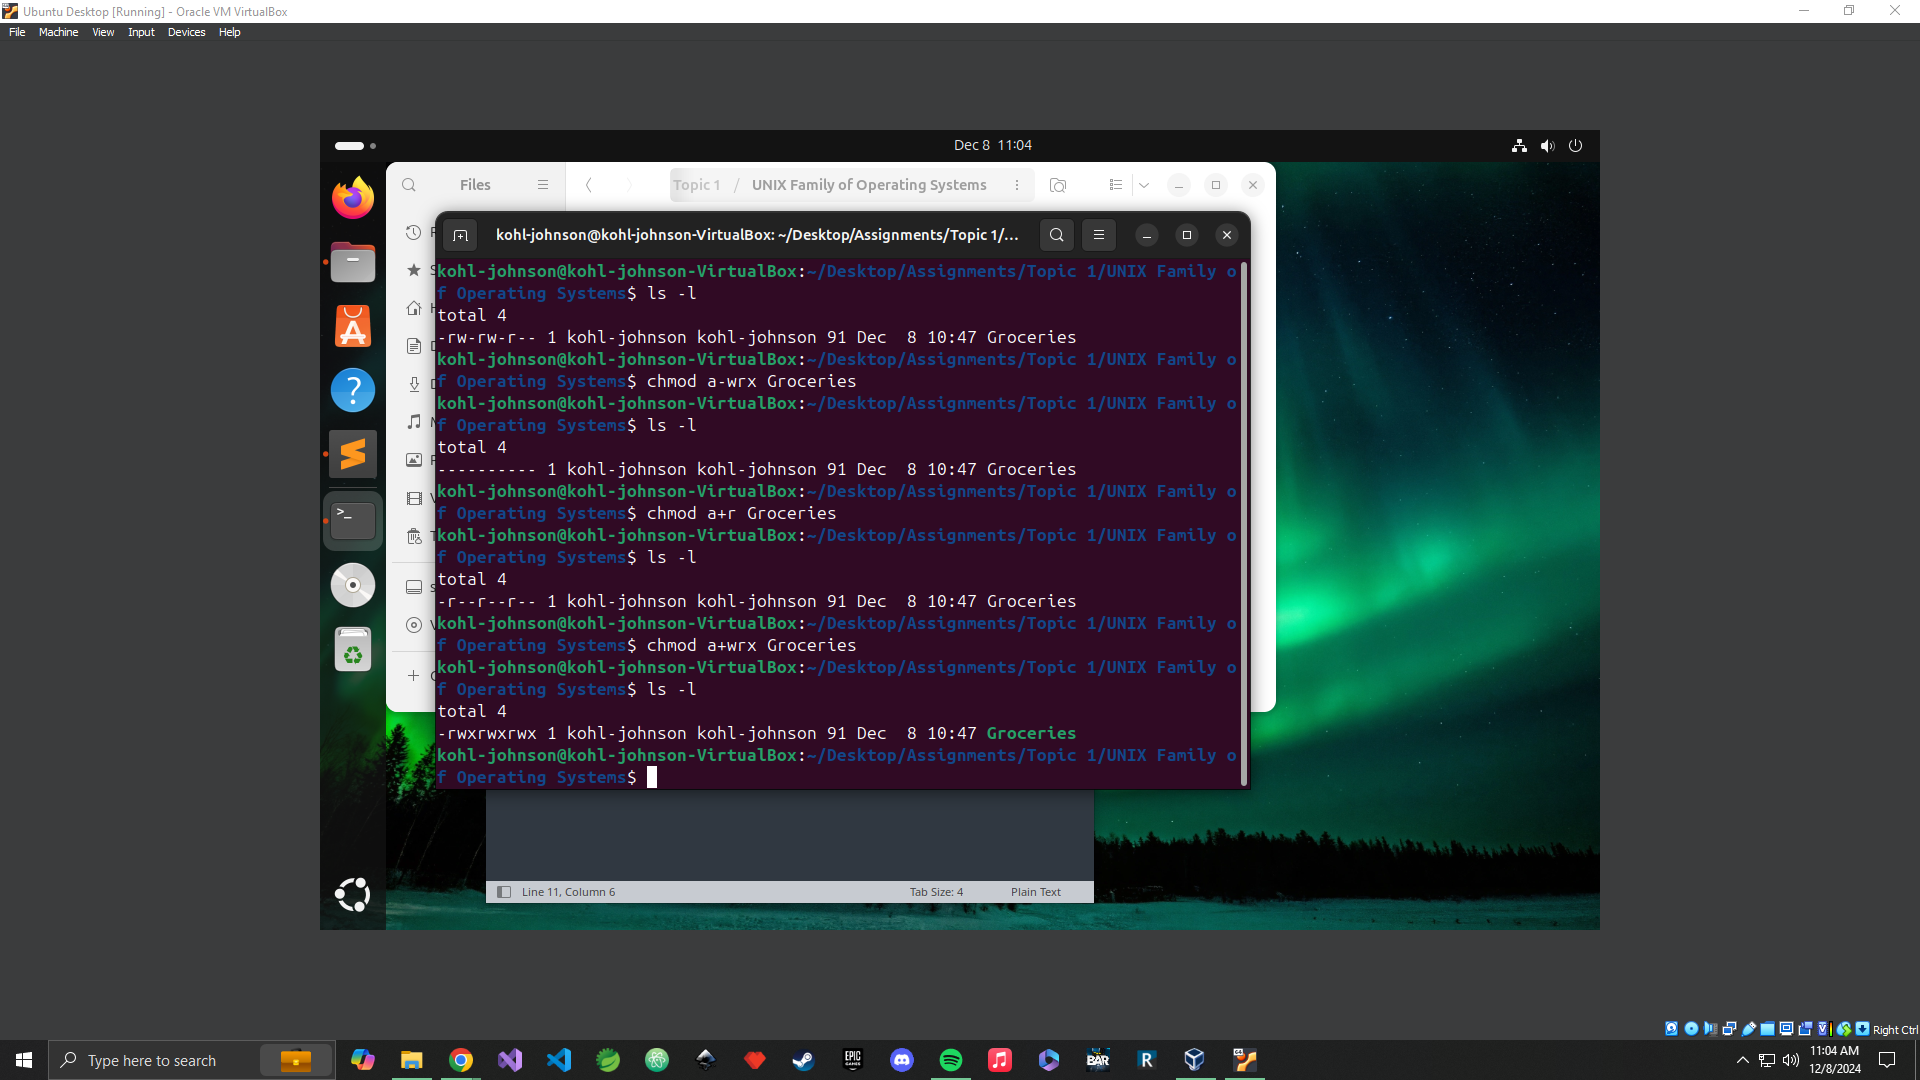 Ubuntu Desktop [Running] - Oracle VM VirtualBox
File Machine View Input Devices Help
Dec 8 11:04
Files
Topic 1 / UNIX Family of Operating Systems
kohl-johnson@kohl-johnson-VirtualBox: ~/Desktop/Assignments/Topic 1/...
kohl-johnson@kohl-johnson-VirtualBox:~/Desktop/Assignments/Topic 1/UNIX Family o
f Operating Systems$ ls -l
total 4
-rw-rw-r-- 1 kohl-johnson kohl-johnson 91 Dec  8 10:47 Groceries
kohl-johnson@kohl-johnson-VirtualBox:~/Desktop/Assignments/Topic 1/UNIX Family o
f Operating Systems$ chmod a-wrx Groceries
kohl-johnson@kohl-johnson-VirtualBox:~/Desktop/Assignments/Topic 1/UNIX Family o
f Operating Systems$ ls -l
total 4
---------- 1 kohl-johnson kohl-johnson 91 Dec  8 10:47 Groceries
kohl-johnson@kohl-johnson-VirtualBox:~/Desktop/Assignments/Topic 1/UNIX Family o
f Operating Systems$ chmod a+r Groceries
kohl-johnson@kohl-johnson-VirtualBox:~/Desktop/Assignments/Topic 1/UNIX Family o
f Operating Systems$ ls -l
total 4
-r--r--r-- 1 kohl-johnson kohl-johnson 91 Dec  8 10:47 Groceries
kohl-johnson@kohl-johnson-VirtualBox:~/Desktop/Assignments/Topic 1/UNIX Family o
f Operating Systems$ chmod a+wrx Groceries
kohl-johnson@kohl-johnson-VirtualBox:~/Desktop/Assignments/Topic 1/UNIX Family o
f Operating Systems$ ls -l
total 4
-rwxrwxrwx 1 kohl-johnson kohl-johnson 91 Dec  8 10:47 Groceries
kohl-johnson@kohl-johnson-VirtualBox:~/Desktop/Assignments/Topic 1/UNIX Family o
f Operating Systems$
Line 11, Column 6 Tab Size: 4 Plain Text
Right Ctrl
Type here to search
EPIC GAMES
BAR
R
11:04 AM
12/8/2024